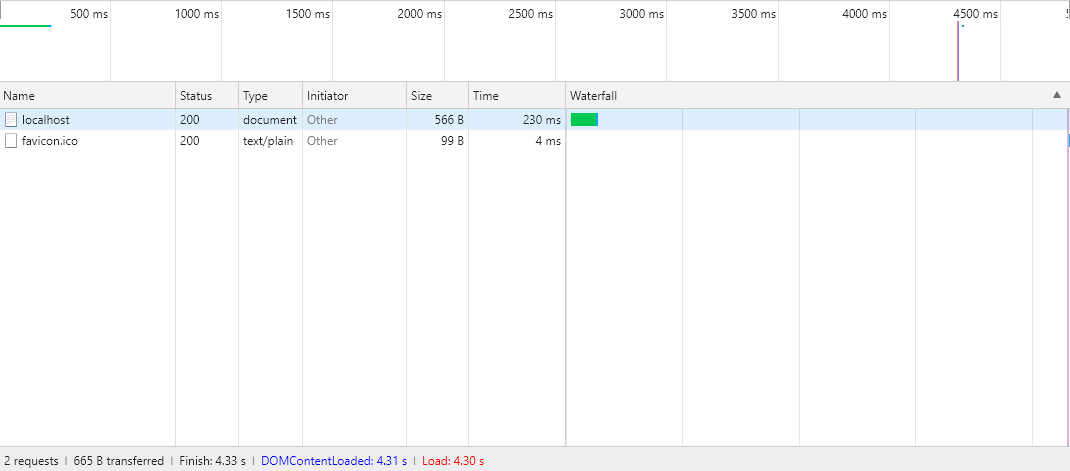 500 ms 1000 ms 1500 ms 2000 ms 2500 ms 3000 ms 3500 ms 4000 ms 4500 ms
Name Status Type Initiator Size Time Waterfall ▲
localhost 200 document Other 566 B 230 ms
favicon.ico 200 text/plain Other 99 B 4 ms
2 requests | 665 B transferred | Finish: 4.33 s | DOMContentLoaded: 4.31 s | Load: 4.30 s